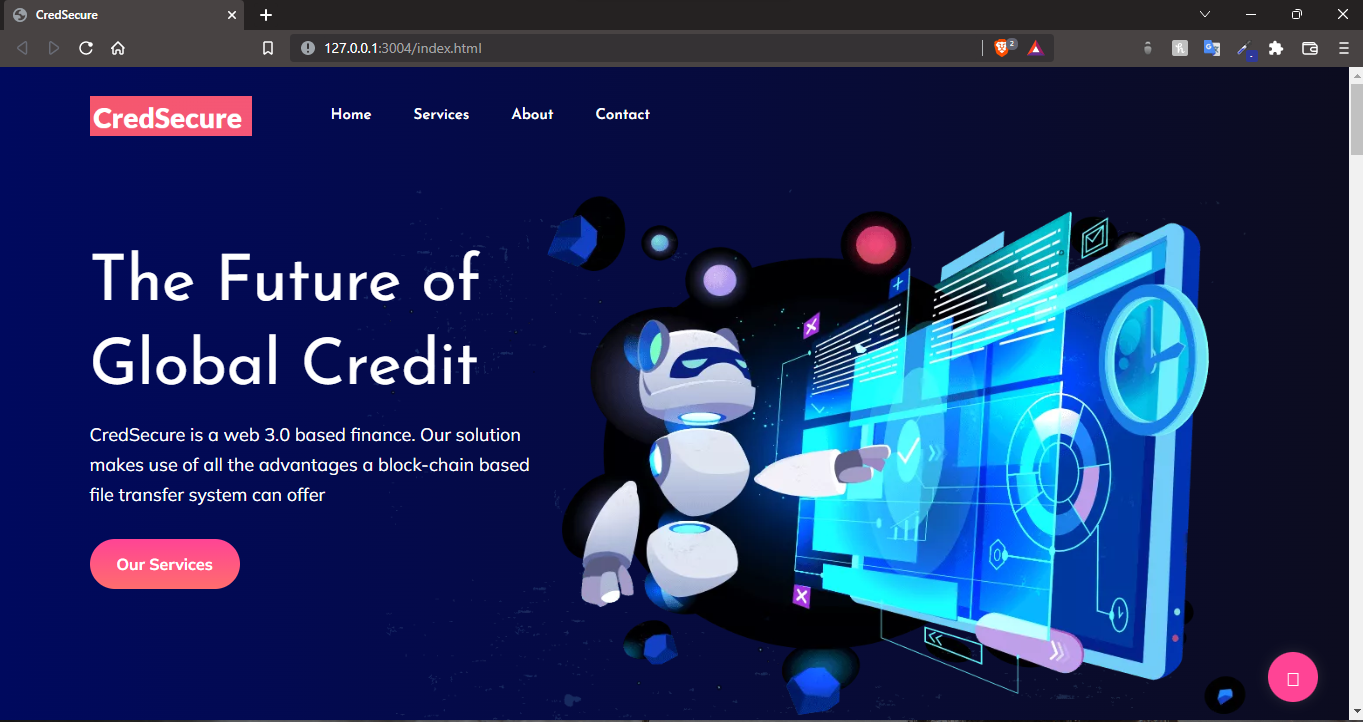 CredSecure
127.0.0.1:3004/index.html
2
CredSecure
Home Services About Contact
The Future of
Global Credit
CredSecure is a web 3.0 based finance. Our solution
makes use of all the advantages a block-chain based
file transfer system can offer
Our Services